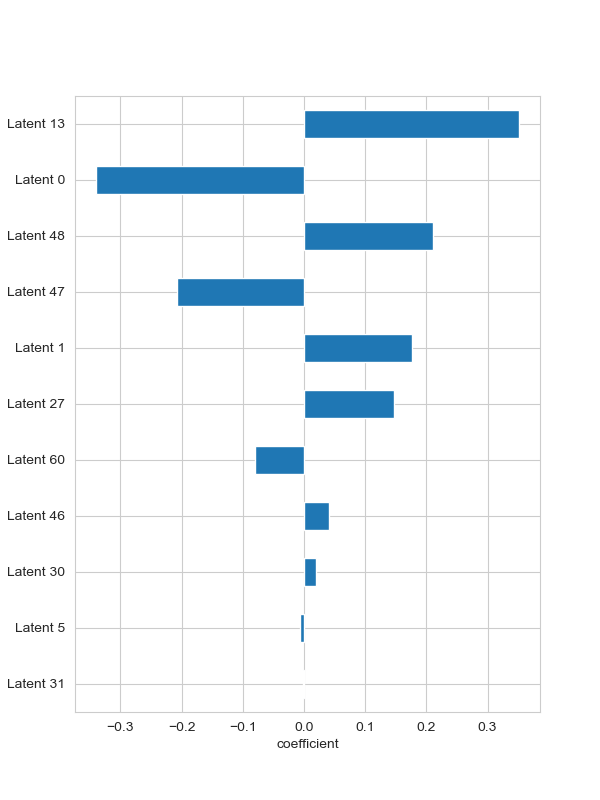 Latent 13
Latent 0
Latent 48
Latent 47
Latent 1
Latent 27
Latent 60
Latent 46
Latent 30
Latent 5
Latent 31
−0.3 −0.2 −0.1 0.0 0.1 0.2 0.3
coefficient